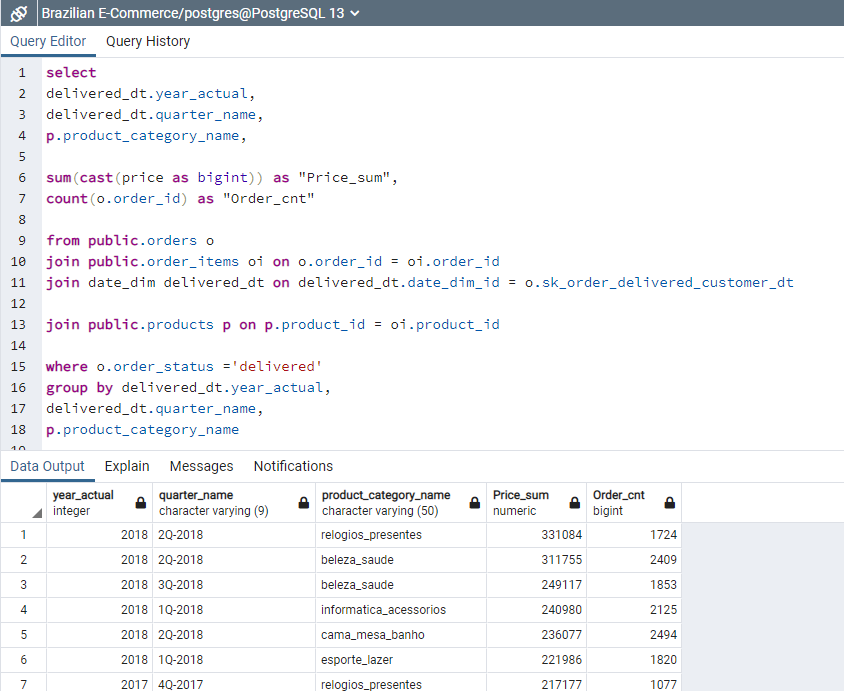 Brazilian E-Commerce/postgres@PostgreSQL 13
Query Editor Query History
1 select
2 delivered_dt.year_actual,
3 delivered_dt.quarter_name,
4 p.product_category_name,
5
6 sum(cast(price as bigint)) as "Price_sum",
7 count(o.order_id) as "Order_cnt"
8
9 from public.orders o
10 join public.order_items oi on o.order_id = oi.order_id
11 join date_dim delivered_dt on delivered_dt.date_dim_id = o.sk_order_delivered_customer_dt
12
13 join public.products p on p.product_id = oi.product_id
14
15 where o.order_status ='delivered'
16 group by delivered_dt.year_actual,
17 delivered_dt.quarter_name,
18 p.product_category_name
19
Data Output Explain Messages Notifications
year_actual quarter_name product_category_name Price_sum Order_cnt
integer character varying (9) character varying (50) numeric bigint
1 2018 2Q-2018 relogios_presentes 331084 1724
2 2018 2Q-2018 beleza_saude 311755 2409
3 2018 3Q-2018 beleza_saude 249117 1853
4 2018 1Q-2018 informatica_acessorios 240980 2125
5 2018 2Q-2018 cama_mesa_banho 236077 2494
6 2018 1Q-2018 esporte_lazer 221986 1820
7 2017 4Q-2017 relogios_presentes 217177 1077